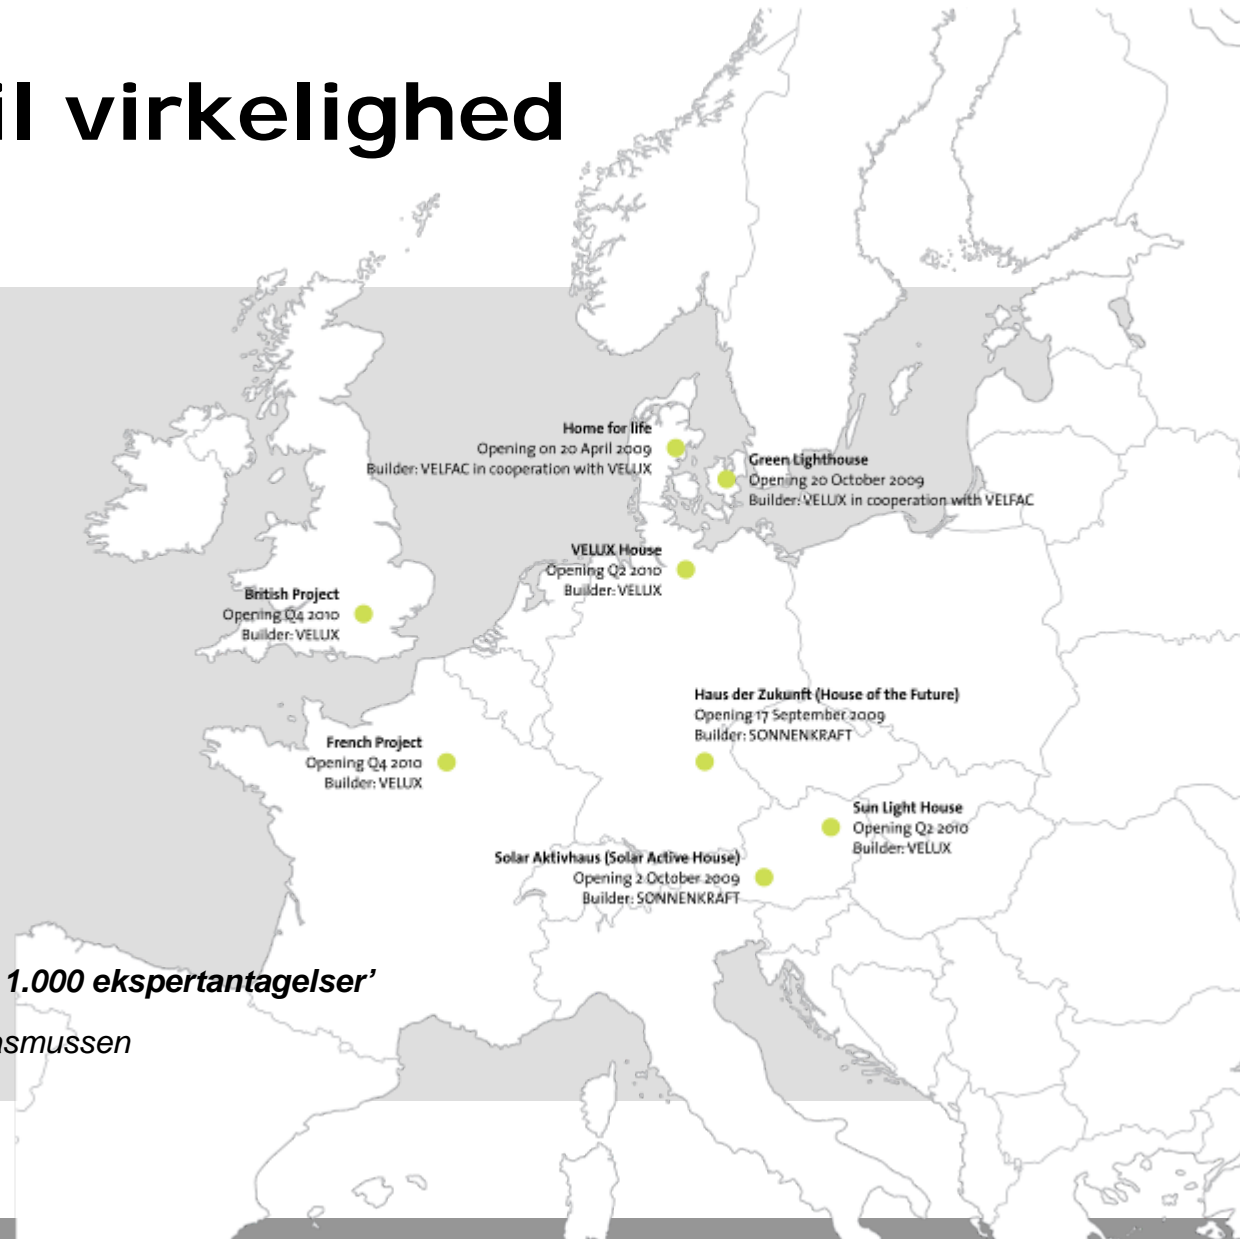 il virkelighed
Home for life
Opening on 20 April 2009
Builder: VELFAC in cooperation with VELUX
Green Lighthouse
Opening 20 October 2009
Builder: VELUX in cooperation with VELFAC
VELUX House
Opening Q2 2010
Builder: VELUX
British Project
Opening Q4 2010
Builder: VELUX
Haus der Zukunft (House of the Future)
Opening 17 September 2009
Builder: SONNENKRAFT
French Project
Opening Q4 2010
Builder: VELUX
Sun Light House
Opening Q2 2010
Builder: VELUX
Solar Aktivhaus (Solar Active House)
Opening 2 October 2009
Builder: SONNENKRAFT
1.000 ekspertantagelser’
asmussen